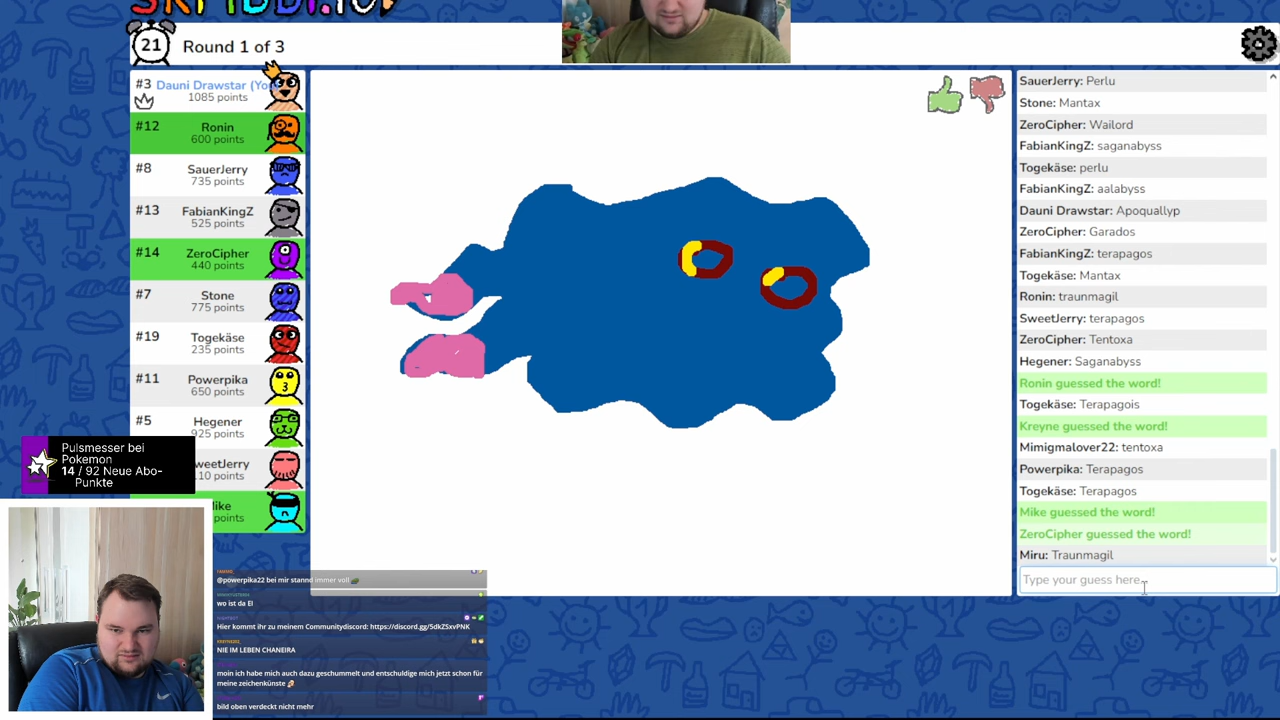 SKRIBBL.IO
21
Round 1 of 3
#3 Dauni Drawstar (You)
1085 points
#12 Ronin
600 points
#8 SauerJerry
735 points
#13 FabianKingZ
525 points
#14 ZeroCipher
440 points
#7 Stone
775 points
#19 Togekäse
235 points
#11 Powerpika
650 points
#5 Hegener
925 points
weetJerry
10 points
ike
points
SauerJerry: Perlu
Stone: Mantax
ZeroCipher: Wailord
FabianKingZ: saganabyss
Togekäse: perlu
FabianKingZ: aalabyss
Dauni Drawstar: Apoquallyp
ZeroCipher: Garados
FabianKingZ: terapagos
Togekäse: Mantax
Ronin: traunmagil
SweetJerry: terapagos
ZeroCipher: Tentoxa
Hegener: Saganabyss
Ronin guessed the word!
Togekäse: Terapagois
Kreyne guessed the word!
Mimigmalover22: tentoxa
Powerpika: Terapagos
Togekäse: Terapagos
Mike guessed the word!
ZeroCipher guessed the word!
Miru: Traunmagil
Type your guess here...
Pulsmesser bei
Pokemon
14 / 92 Neue Abo-
Punkte
@powerpika22 bei mir stannd immer voll
wo ist da El
Hier kommt ihr zu meinem Communitydiscord: https://discord.gg/5dkZSxvPNK
NIE IM LEBEN CHANEIRA
moin ich habe mich auch dazu geschummelt und entschuldige mich jetzt schon für
meine zeichenkünste
bild oben verdeckt nicht mehr